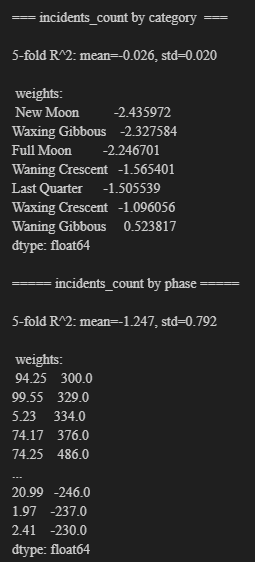 === incidents_count by category ===
5-fold R^2: mean=-0.026, std=0.020
weights:
New Moon -2.435972
Waxing Gibbous -2.327584
Full Moon -2.246701
Waning Crescent -1.565401
Last Quarter -1.505539
Waxing Crescent -1.096056
Waning Gibbous 0.523817
dtype: float64
===== incidents_count by phase =====
5-fold R^2: mean=-1.247, std=0.792
weights:
94.25 300.0
99.55 329.0
5.23 334.0
74.17 376.0
74.25 486.0
...
20.99 -246.0
1.97 -237.0
2.41 -230.0
dtype: float64